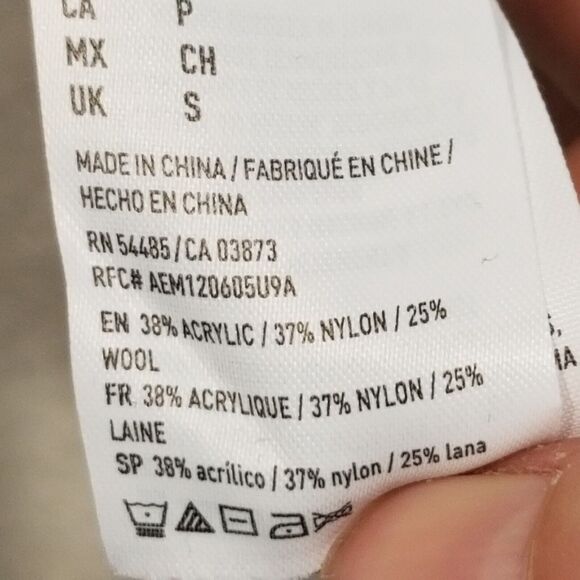 CA P
MX CH
UK S
MADE IN CHINA / FABRIQUÉ EN CHINE /
HECHO EN CHINA
RN 54485 / CA 03873
RFC# AEM120605U9A
EN 38% ACRYLIC / 37% NYLON / 25%
WOOL
FR 38% ACRYLIQUE / 37% NYLON / 25%
LAINE
SP 38% acrílico / 37% nylon / 25% lana